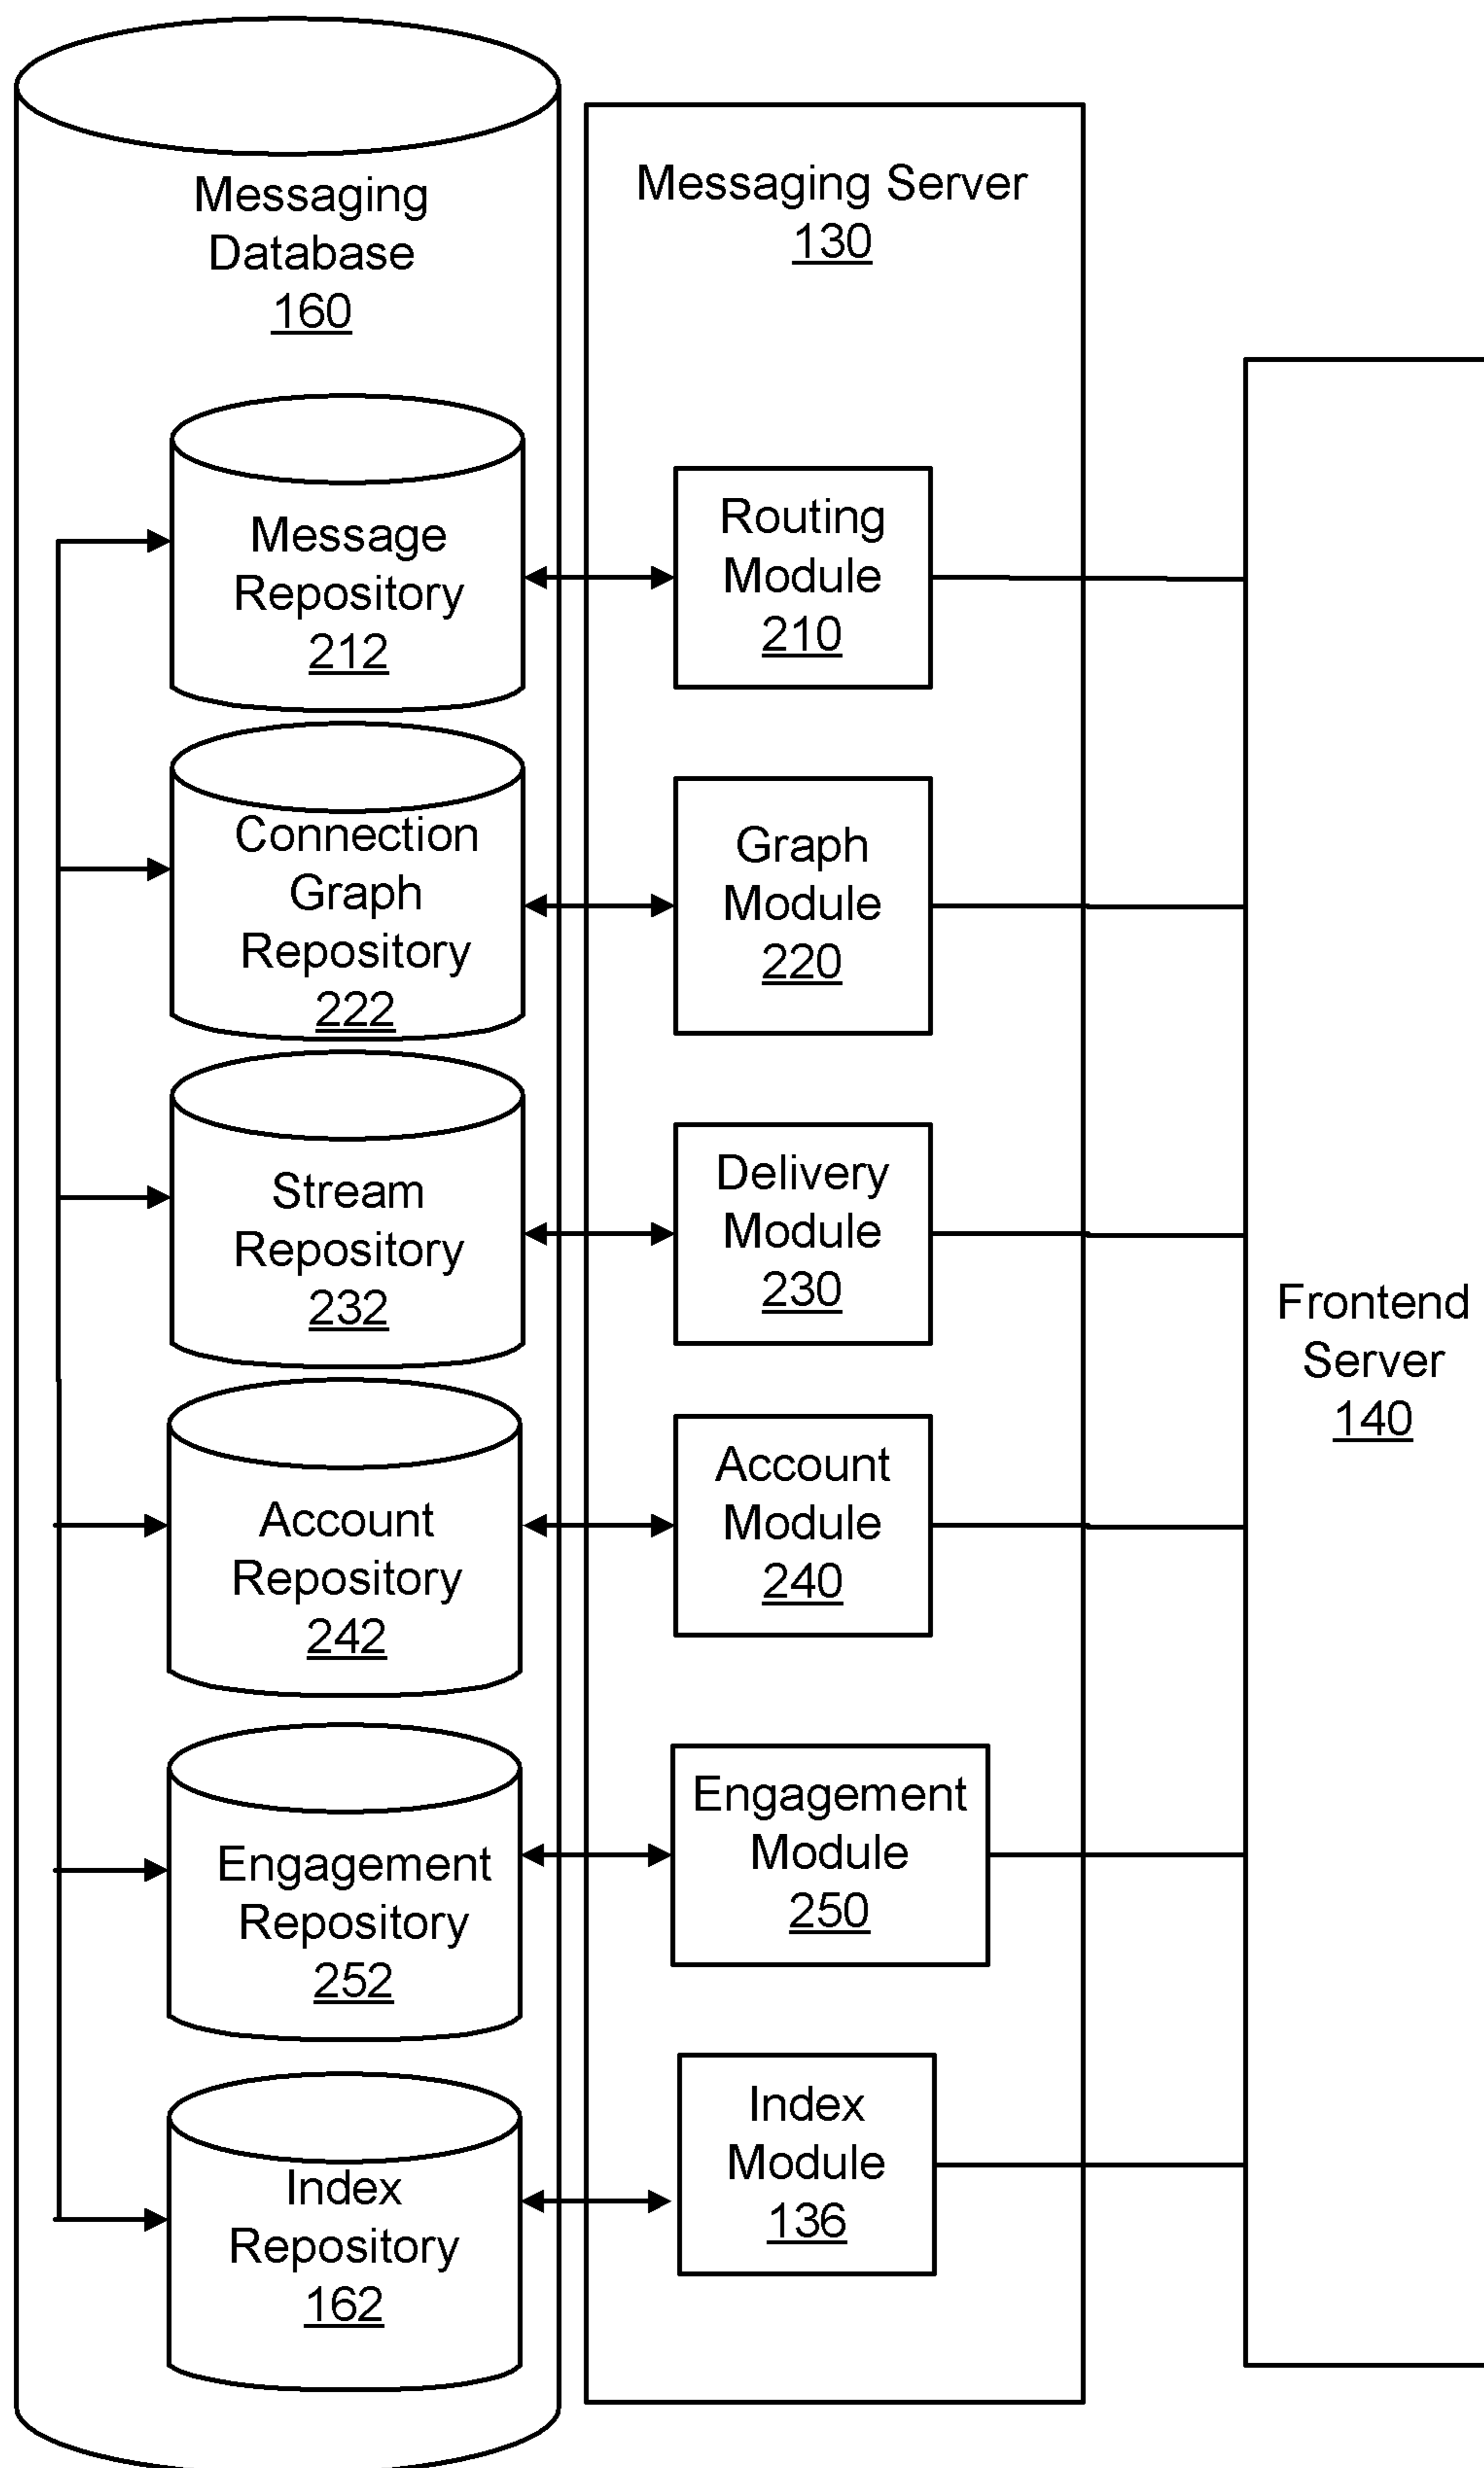 Messaging
Database
160
Messaging Server
130
Message
Repository
212
Routing
Module
210
Connection
Graph
Repository
222
Graph
Module
220
Stream
Repository
232
Delivery
Module
230
Frontend
Server
140
Account
Repository
242
Account
Module
240
Engagement
Repository
252
Engagement
Module
250
Index
Repository
162
Index
Module
136